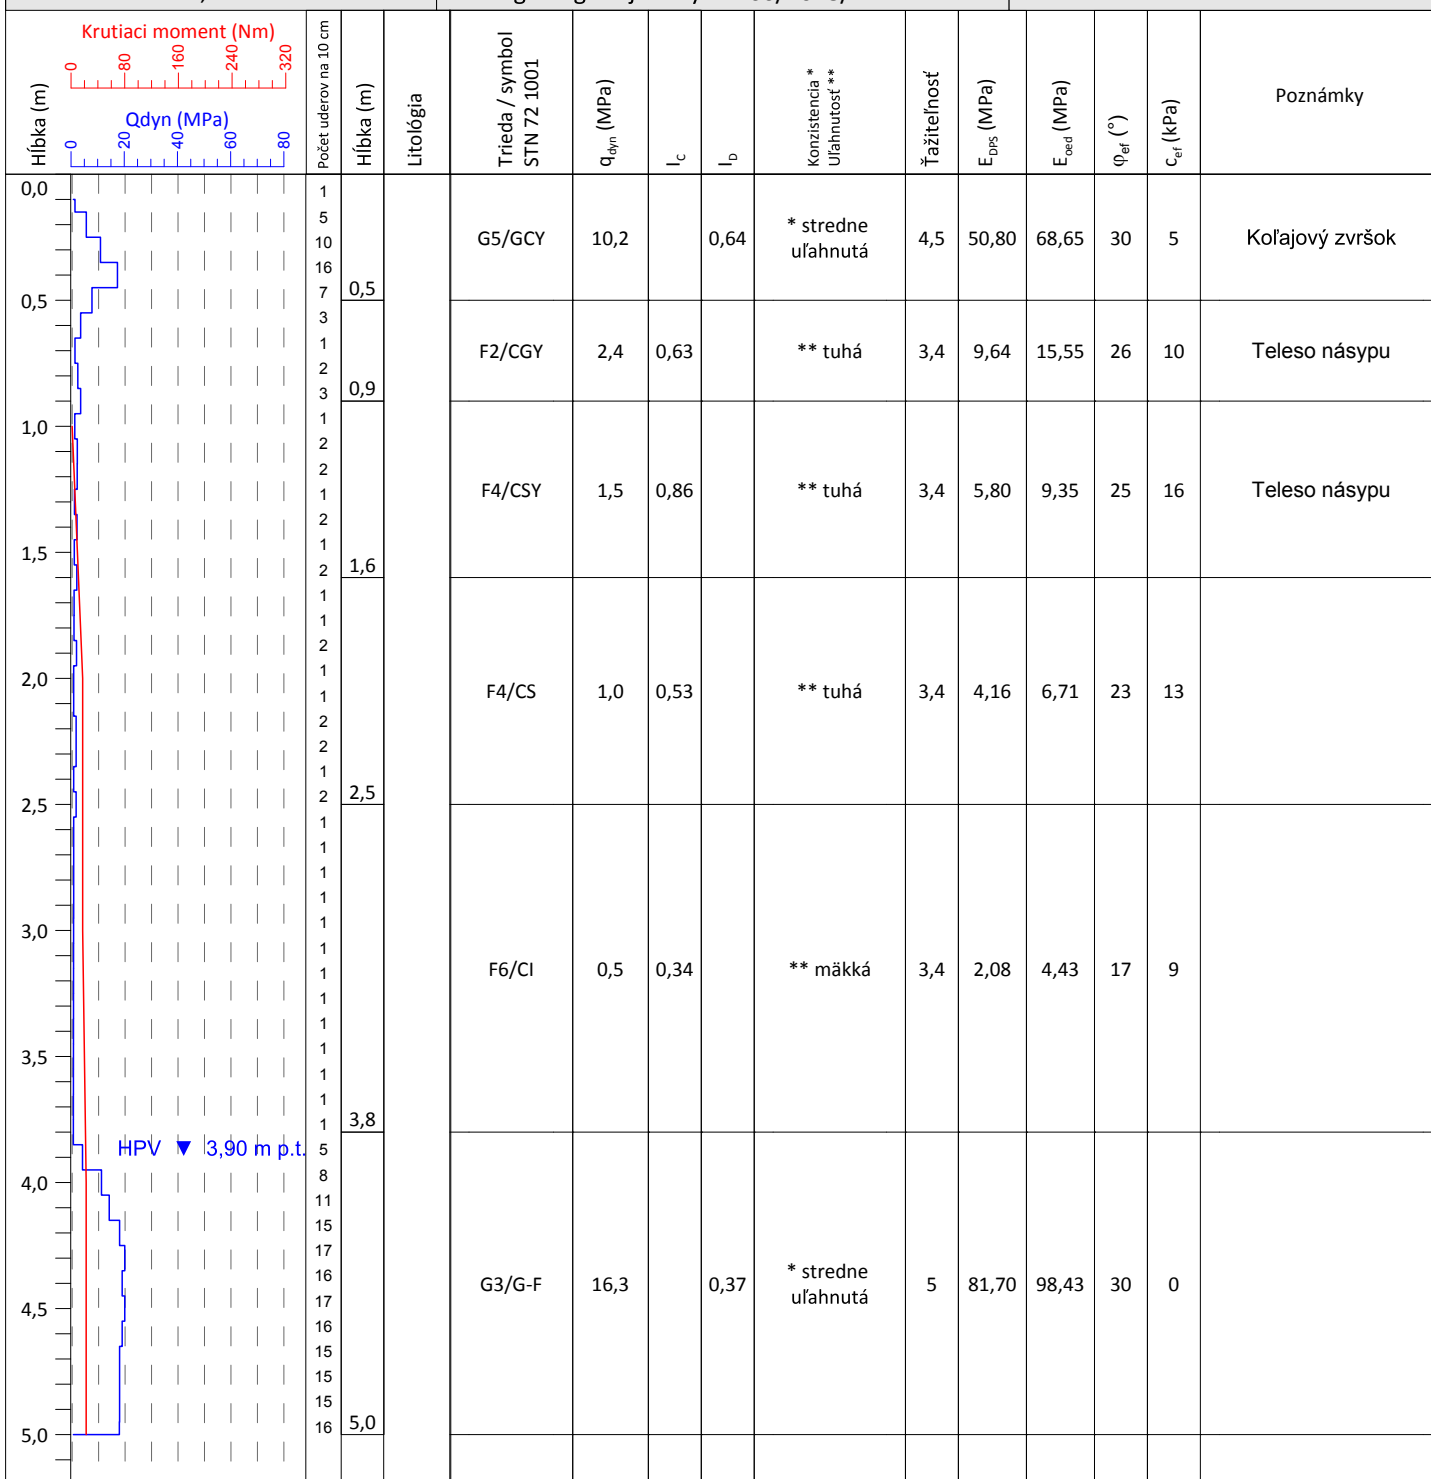 Krutiaci moment (Nm)
0 80 160 240 320
Qdyn (MPa)
0 20 40 60 80
Hĺbka (m)
Počet uderov na 10 cm
Hĺbka (m)
Litológia
Trieda / symbol
STN 72 1001
q_dyn (MPa)
I_C
I_D
Konzistencia *
Uľahnutosť **
Ťažiteľnosť
E_DPS (MPa)
E_oed (MPa)
φ_ef (°)
c_ef (kPa)
Poznámky
0,0
1
5
10
16
7
0,5
G5/GCY 10,2 0,64 * stredne uľahnutá 4,5 50,80 68,65 30 5 Koľajový zvršok
0,5
3
1
2
3
0,9
F2/CGY 2,4 0,63 ** tuhá 3,4 9,64 15,55 26 10 Teleso násypu
1,0
1
2
2
1
2
1
2
1,5
1,6
F4/CSY 1,5 0,86 ** tuhá 3,4 5,80 9,35 25 16 Teleso násypu
1
1
2
1
1
2
2
1
2
2,0
2,5
F4/CS 1,0 0,53 ** tuhá 3,4 4,16 6,71 23 13
2,5
1
1
1
1
1
1
1
1
1
1
1
1
1
3,0
3,5
3,8
F6/CI 0,5 0,34 ** mäkká 3,4 2,08 4,43 17 9
HPV ▼ 3,90 m p.t.
5
8
11
15
17
16
17
16
15
15
15
16
4,0
4,5
5,0
5,0
G3/G-F 16,3 0,37 * stredne uľahnutá 5 81,70 98,43 30 0